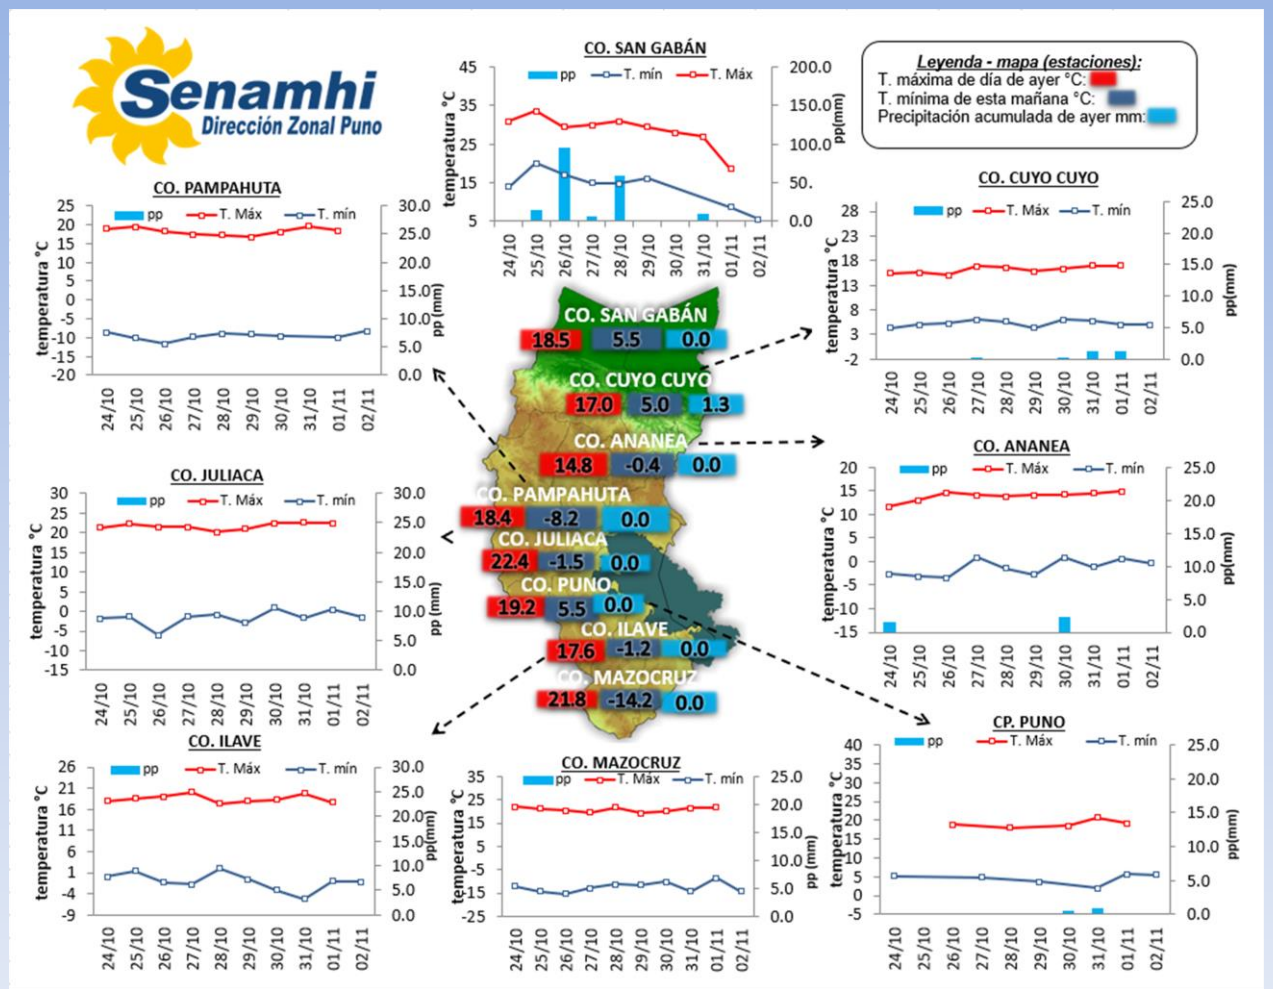 Senamhi
Dirección Zonal Puno
CO. SAN GABÁN
45
35
25
15
5
temperatura °C
pp
T. mín
T. Máx
200.0
150.0
100.0
50.
0.0
pp(mm)
24/10
25/10
26/10
27/10
28/10
29/10
30/10
31/10
01/11
02/11
Leyenda - mapa (estaciones):
T. máxima de día de ayer °C:
T. mínima de esta mañana °C:
Precipitación acumulada de ayer mm:
CO. PAMPAHUTA
25
20
15
10
5
0
-5
-10
-15
-20
temperatura °C
pp
T. Máx
T. mín
30.0
25.0
20.0
15.0
10.0
5.0
0.0
pp (mm)
24/10
25/10
26/10
27/10
28/10
29/10
30/10
31/10
01/11
02/11
CO. CUYO CUYO
28
23
18
13
8
3
-2
temperatura °C
pp
T. Máx
T. mín
25.0
20.0
15.0
10.0
5.0
0.0
pp(mm)
24/10
25/10
26/10
27/10
28/10
29/10
30/10
31/10
01/11
02/11
CO. SAN GABÁN
18.5 5.5 0.0
CO. CUYO CUYO
17.0 5.0 1.3
CO. ANANEA
14.8 -0.4 0.0
CO. PAMPAHUTA
18.4 -8.2 0.0
CO. JULIACA
22.4 -1.5 0.0
CO. PUNO
19.2 5.5 0.0
CO. ILAVE
17.6 -1.2 0.0
CO. MAZOCRUZ
21.8 -14.2 0.0
CO. JULIACA
30
25
20
15
10
5
0
-5
-10
-15
temperatura °C
pp
T. Máx
T. mín
30.0
25.0
20.0
15.0
10.0
5.0
0.0
pp (mm)
24/10
25/10
26/10
27/10
28/10
29/10
30/10
31/10
01/11
02/11
CO. ANANEA
20
15
10
5
0
-5
-10
-15
temperatura °C
pp
T. Máx
T. mín
25.0
20.0
15.0
10.0
5.0
0.0
pp(mm)
24/10
25/10
26/10
27/10
28/10
29/10
30/10
31/10
01/11
02/11
CO. ILAVE
26
21
16
11
6
1
-4
-9
temperatura °C
pp
T. Máx
T. mín
30.0
25.0
20.0
15.0
10.0
5.0
0.0
pp(mm)
24/10
25/10
26/10
27/10
28/10
29/10
30/10
31/10
01/11
02/11
CO. MAZOCRUZ
35
25
15
5
-5
-15
-25
temperatura °C
pp
T. Máx
T. mín
25.0
20.0
15.0
10.0
5.0
0.0
pp (mm)
24/10
25/10
26/10
27/10
28/10
29/10
30/10
31/10
01/11
02/11
CP. PUNO
40
35
30
25
20
15
10
5
0
-5
temperatura °C
pp
T. Máx
T. mín
25.0
20.0
15.0
10.0
5.0
0.0
pp(mm)
24/10
25/10
26/10
27/10
28/10
29/10
30/10
31/10
01/11
02/11